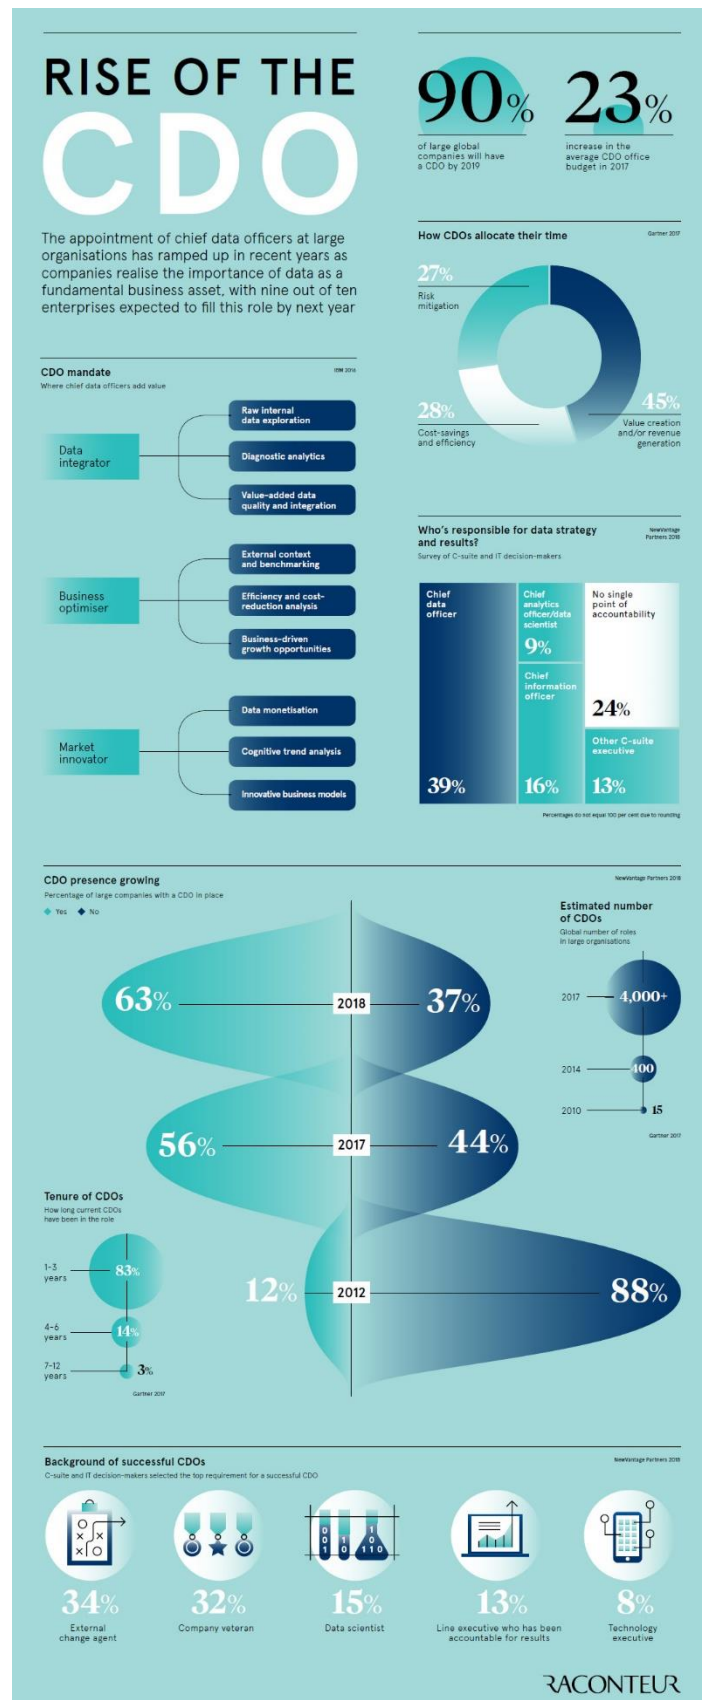 RISE OF THE
CDO
The appointment of chief data officers at large
organisations has ramped up in recent years as
companies realise the importance of data as a
fundamental business asset, with nine out of ten
enterprises expected to fill this role by next year
90%
of large global
companies will have
a CDO by 2019
23%
increase in the
average CDO office
budget in 2017
How CDOs allocate their time
Gartner 2017
27%
Risk
mitigation
28%
Cost-savings
and efficiency
45%
Value creation
and/or revenue
generation
CDO mandate
IBM 2016
Where chief data officers add value
Data
integrator
Raw internal
data exploration
Diagnostic analytics
Value-added data
quality and integration
Business
optimiser
External context
and benchmarking
Efficiency and cost-
reduction analysis
Business-driven
growth opportunities
Market
innovator
Data monetisation
Cognitive trend analysis
Innovative business models
Who's responsible for data strategy
and results?
NewVantage
Partners 2018
Survey of C-suite and IT decision-makers
Chief
data
officer
39%
Chief
analytics
officer/data
scientist
9%
Chief
information
officer
16%
No single
point of
accountability
24%
Other C-suite
executive
13%
Percentages do not equal 100 per cent due to rounding
CDO presence growing
NewVantage Partners 2018
Percentage of large companies with a CDO in place
Yes No
63% 2018 37%
56% 2017 44%
12% 2012 88%
Estimated number
of CDOs
Global number of roles
in large organisations
2017 4,000+
2014 400
2010 15
Gartner 2017
Tenure of CDOs
How long current CDOs
have been in the role
1-3
years
83%
4-6
years
14%
7-12
years
3%
Gartner 2017
Background of successful CDOs
NewVantage Partners 2018
C-suite and IT decision-makers selected the top requirement for a successful CDO
34%
External
change agent
32%
Company veteran
15%
Data scientist
13%
Line executive who has been
accountable for results
8%
Technology
executive
RACONTEUR